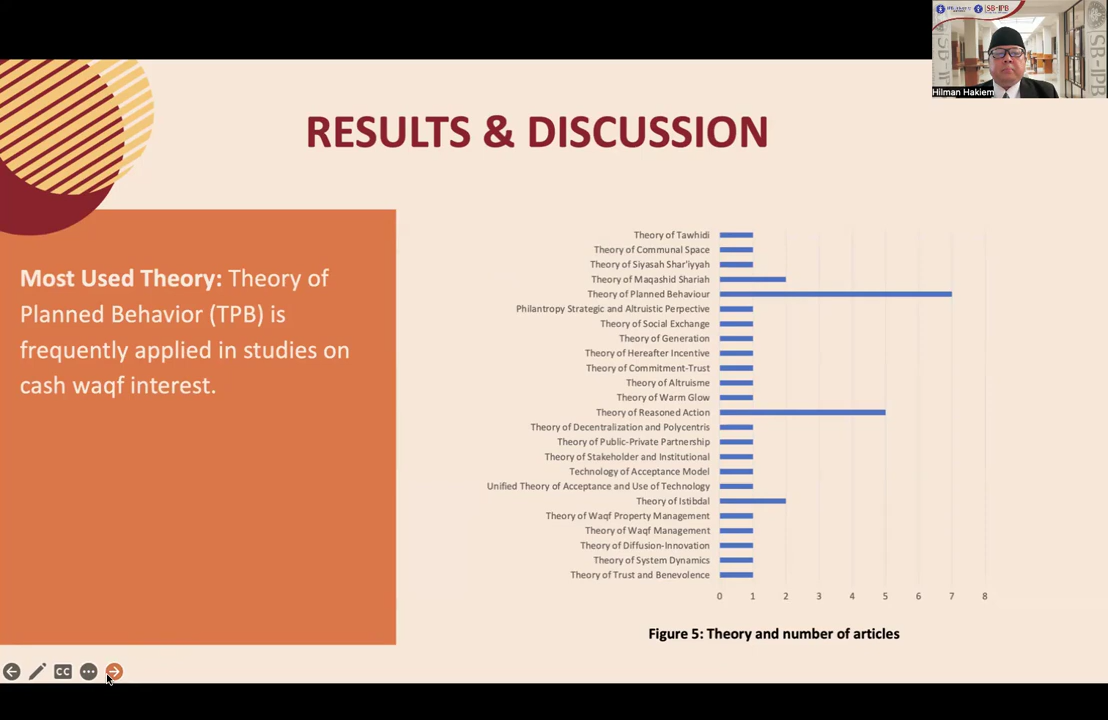 SB-IPB
Hilman Hakiem
RESULTS & DISCUSSION
Most Used Theory: Theory of
Planned Behavior (TPB) is
frequently applied in studies on
cash waqf interest.
Theory of Tawhidi
Theory of Communal Space
Theory of Siyasah Shar'iyyah
Theory of Maqashid Shariah
Theory of Planned Behaviour
Philantropy Strategic and Altruistic Perpective
Theory of Social Exchange
Theory of Generation
Theory of Hereafter Incentive
Theory of Commitment-Trust
Theory of Altruisme
Theory of Warm Glow
Theory of Reasoned Action
Theory of Decentralization and Polycentris
Theory of Public-Private Partnership
Theory of Stakeholder and Institutional
Technology of Acceptance Model
Unified Theory of Acceptance and Use of Technology
Theory of Istibdal
Theory of Waqf Property Management
Theory of Waqf Management
Theory of Diffusion-Innovation
Theory of System Dynamics
Theory of Trust and Benevolence
0 1 2 3 4 5 6 7 8
Figure 5: Theory and number of articles
CC